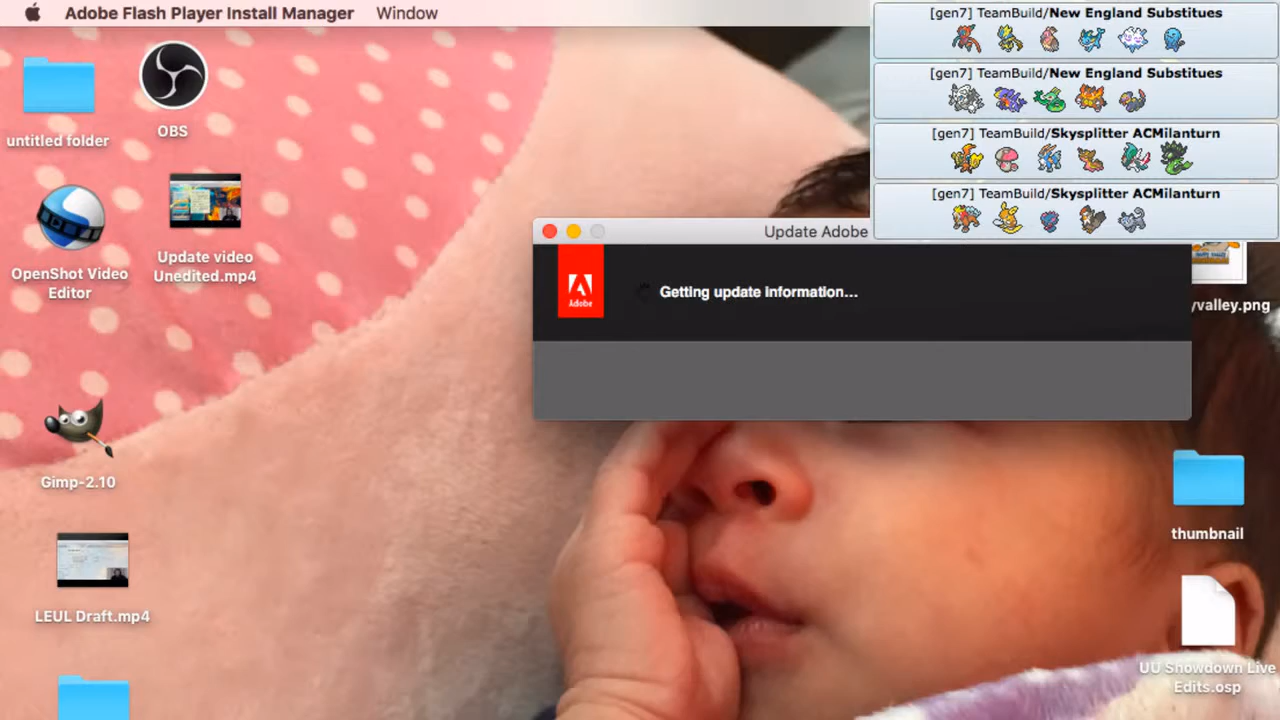 Adobe Flash Player Install Manager Window
[gen7] TeamBuild/New England Substitues
[gen7] TeamBuild/New England Substitues
[gen7] TeamBuild/Skysplitter ACMilanturn
[gen7] TeamBuild/Skysplitter ACMilanturn
untitled folder
OBS
OpenShot Video
Editor
Update video
Unedited.mp4
Update Adobe
Adobe
Getting update information...
yvalley.png
Gimp-2.10
thumbnail
LEUL Draft.mp4
UU Snowdown Live
Edits.osp